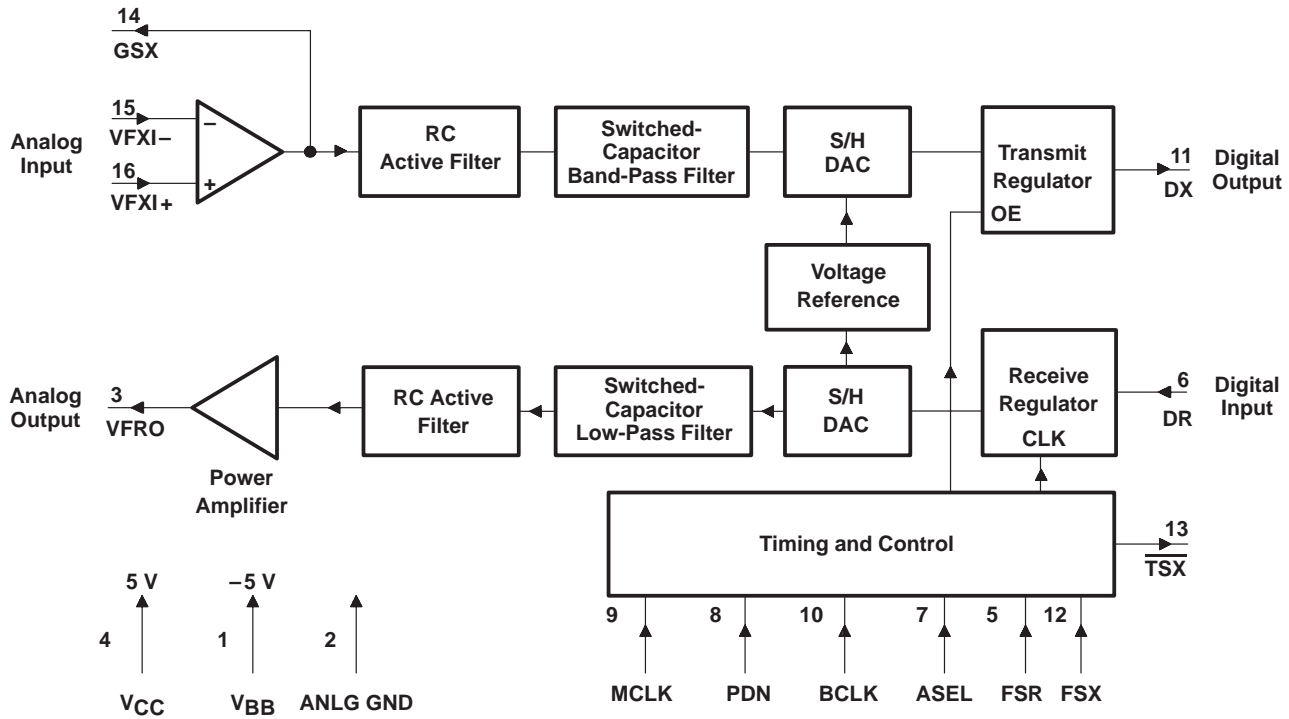 14
GSX
Analog
Input
15
VFXI–
16
VFXI+
–
+
RC
Active Filter
Switched-
Capacitor
Band-Pass Filter
S/H
DAC
Transmit
Regulator
OE
11
DX
Digital
Output
Voltage
Reference
Analog
Output
3
VFRO
Power
Amplifier
RC Active
Filter
Switched-
Capacitor
Low-Pass Filter
S/H
DAC
Receive
Regulator
CLK
6
DR
Digital
Input
Timing and Control
13
TSX
5 V
4
VCC
–5 V
1
VBB
2
ANLG GND
9
MCLK
8
PDN
10
BCLK
7
ASEL
5
FSR
12
FSX